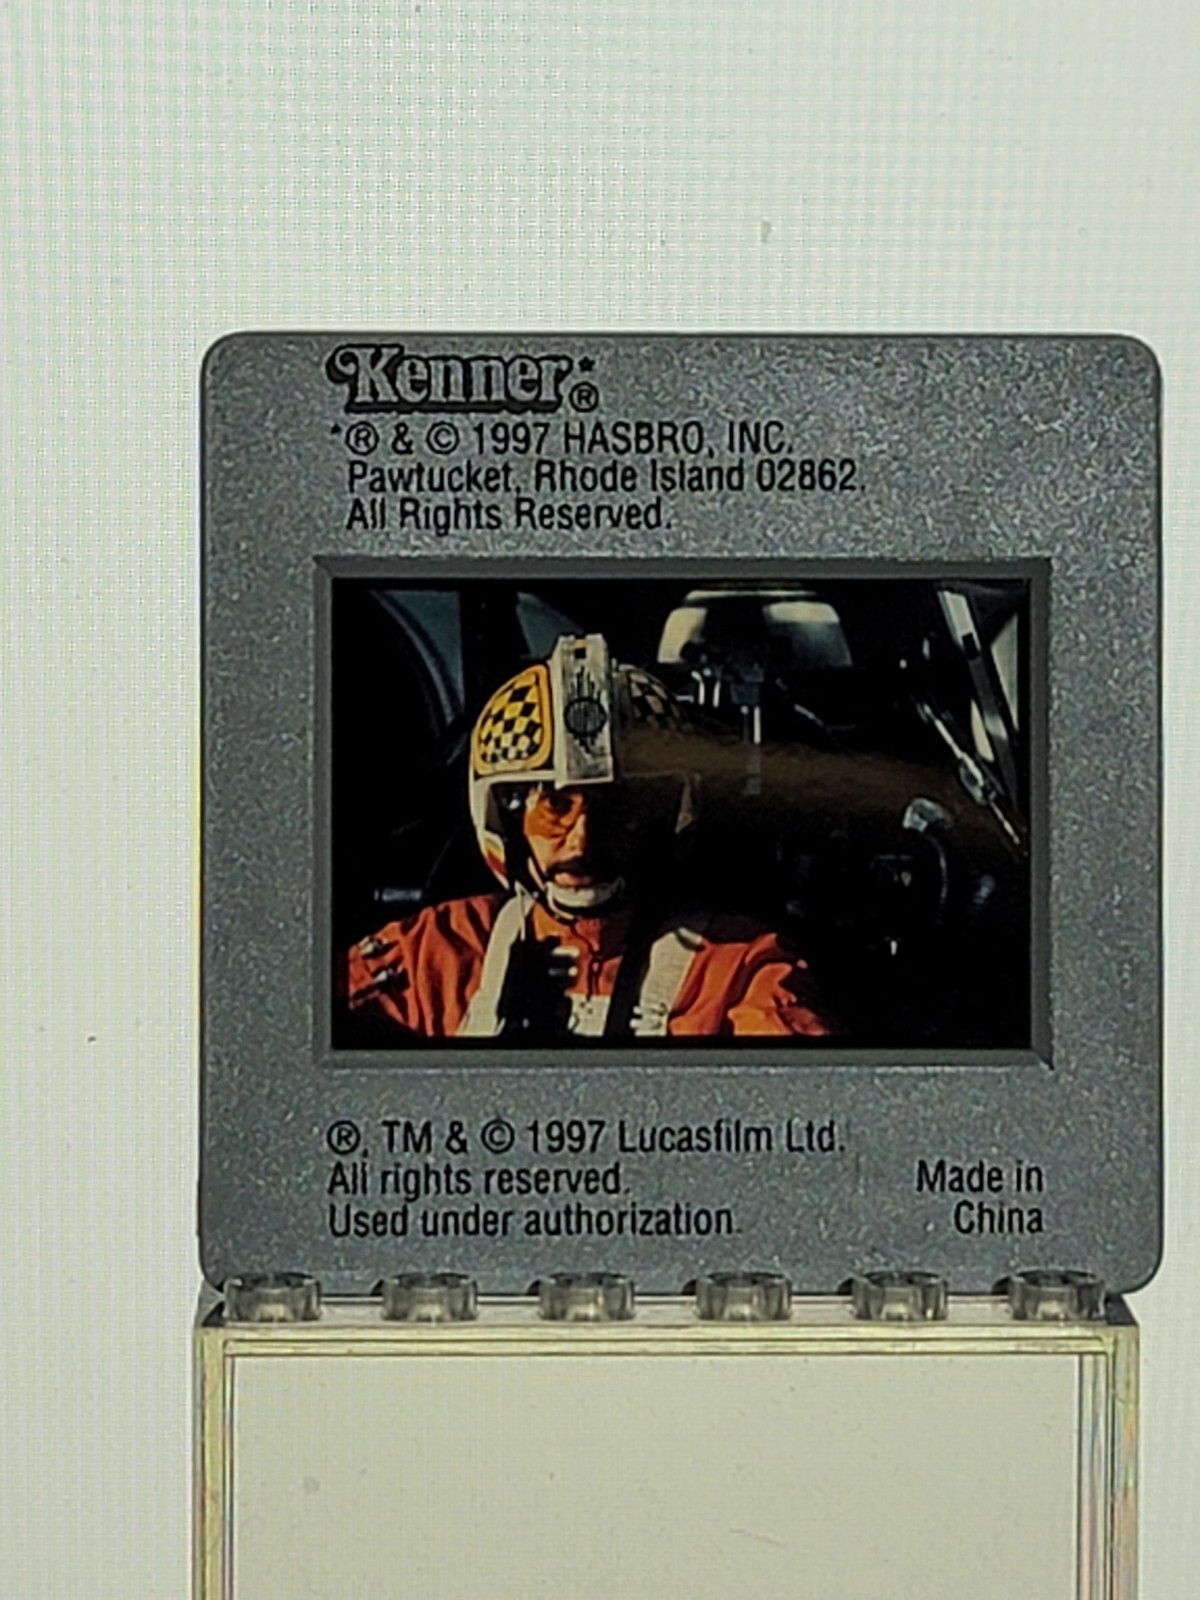 Kenner*®
*® & © 1997 HASBRO, INC.
Pawtucket, Rhode Island 02862.
All Rights Reserved.
®, TM & © 1997 Lucasfilm Ltd.
All rights reserved.
Used under authorization.
Made in
China